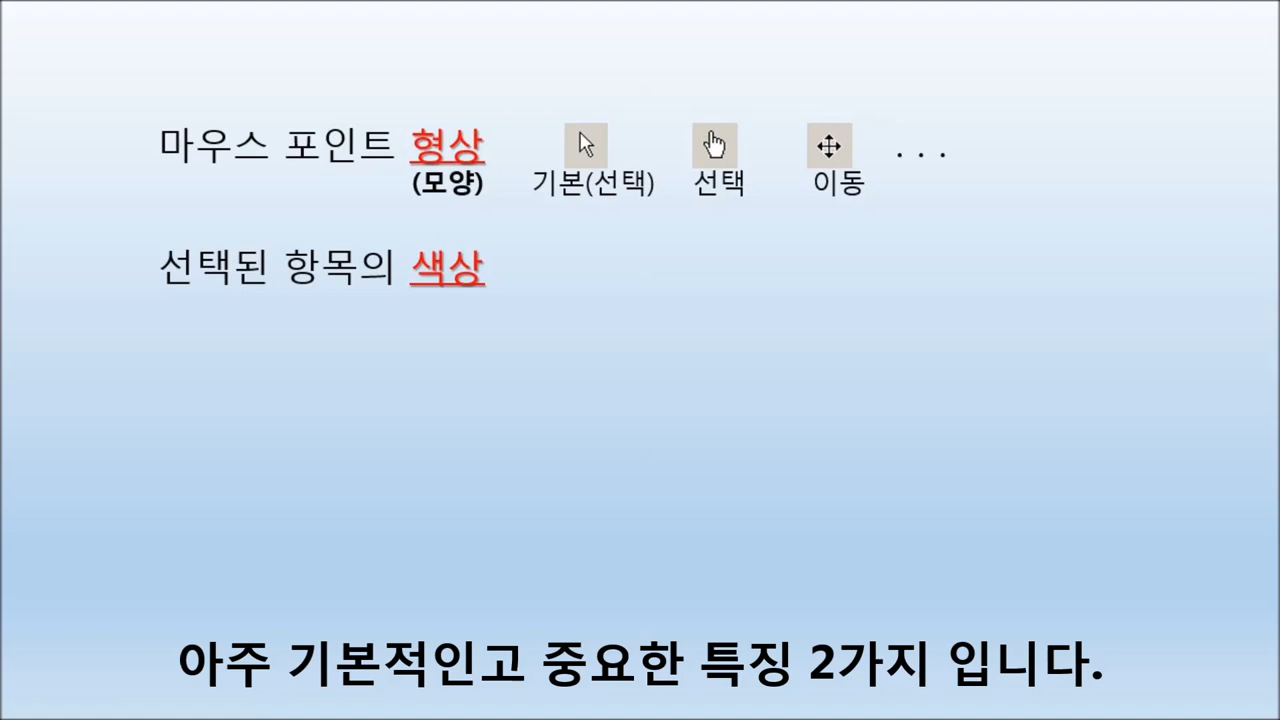 마우스 포인트 형상 . . .
(모양) 기본(선택) 선택 이동
선택된 항목의 색상
아주 기본적인고 중요한 특징 2가지 입니다.